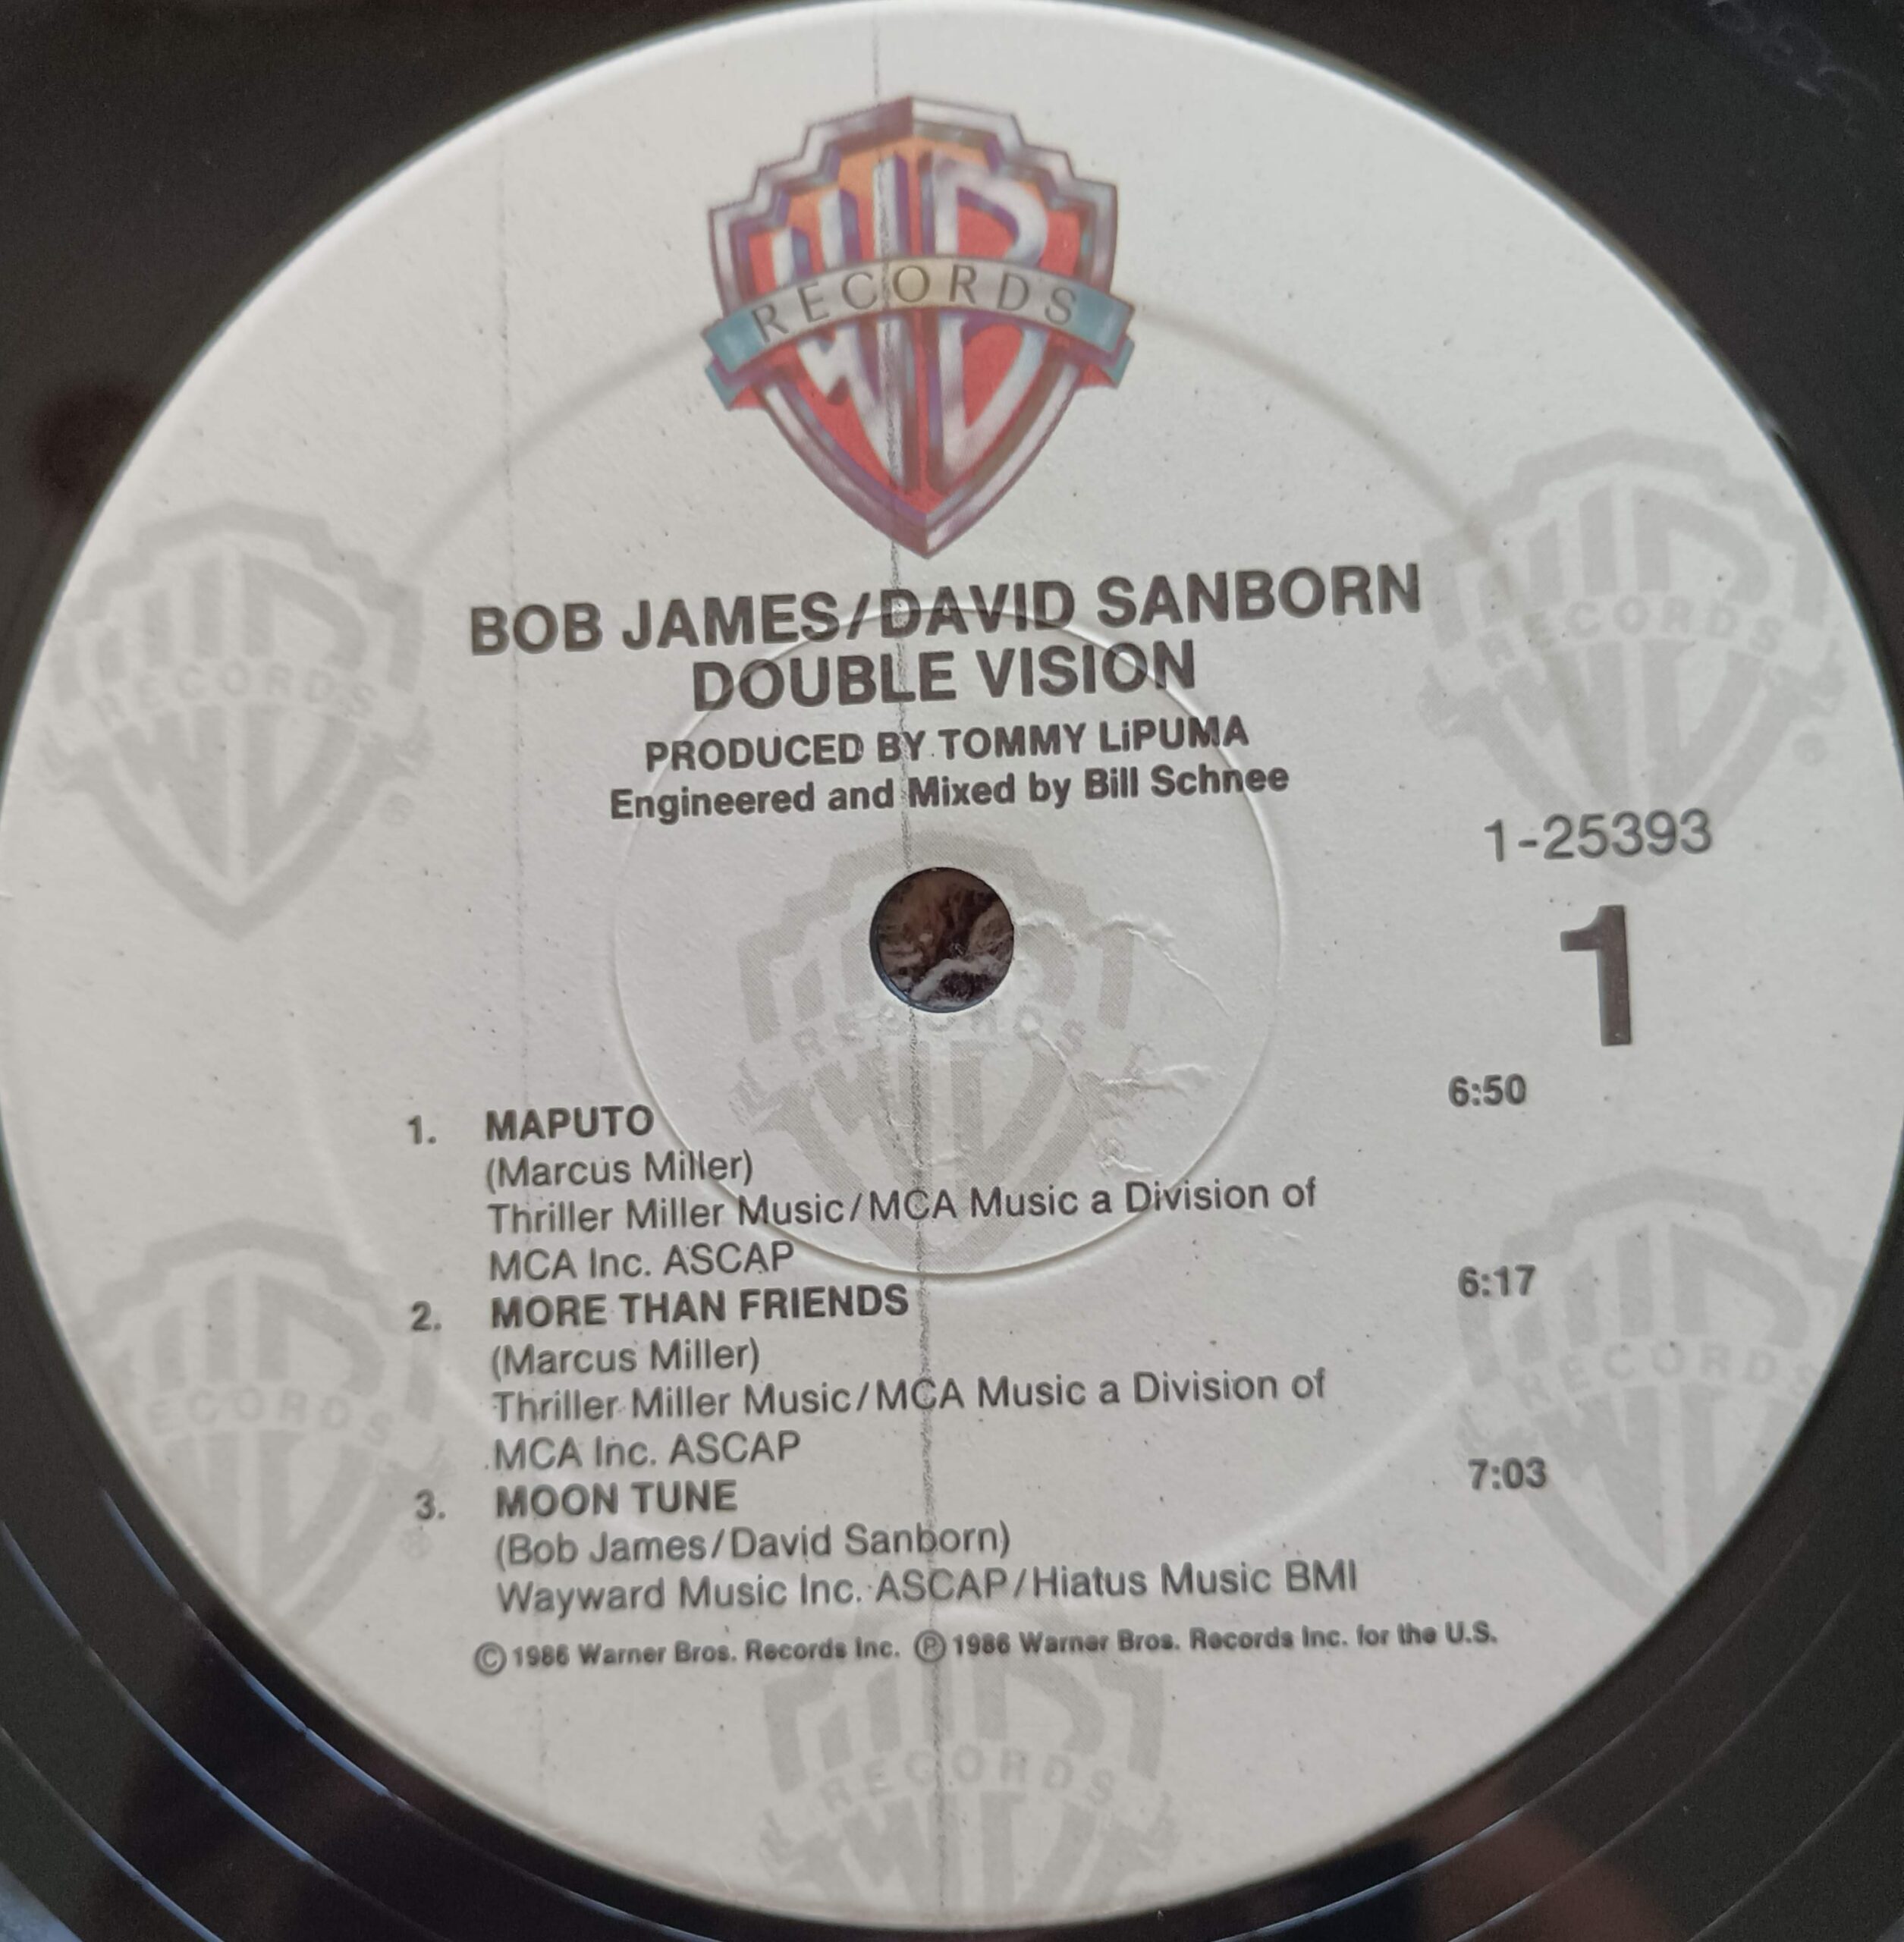 RECORDS
BOB JAMES/DAVID SANBORN
DOUBLE VISION
PRODUCED BY TOMMY LiPUMA
Engineered and Mixed by Bill Schnee
1-25393
1
1. MAPUTO 6:50
(Marcus Miller)
Thriller Miller Music/MCA Music a Division of
MCA Inc. ASCAP
2. MORE THAN FRIENDS 6:17
(Marcus Miller)
Thriller Miller Music/MCA Music a Division of
MCA Inc. ASCAP
3. MOON TUNE 7:03
(Bob James/David Sanborn)
Wayward Music Inc. ASCAP/Hiatus Music BMI
©1986 Warner Bros. Records Inc. ℗1986 Warner Bros. Records Inc. for the U.S.